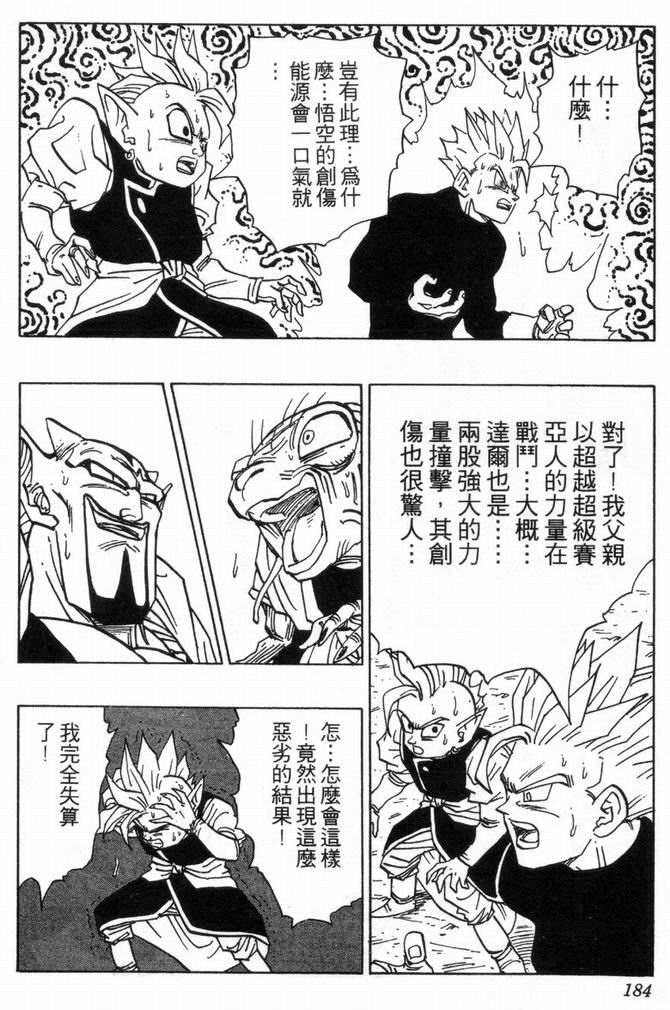 什…
什麼！
豈有此理…為什
麼…悟空的創傷
能源會一口氣就
…
對了！我父親
以超越超級賽
亞人的力量在
戰鬥…大概…
達爾也是……
兩股強大的力
量撞擊，其創
傷也很驚人…
怎…怎麼會這樣
！竟然出現這麼
惡劣的結果！
我完全失算
了！
184